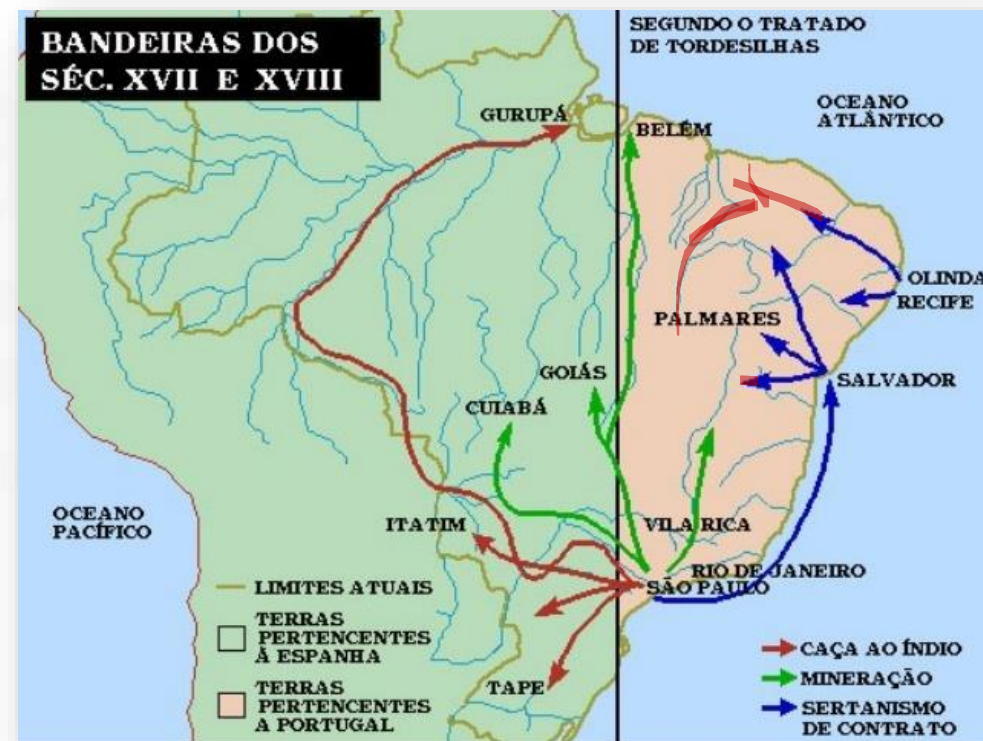 BANDEIRAS DOS
SÉC. XVII E XVIII
SEGUNDO O TRATADO
DE TORDESILHAS
OCEANO
ATLÂNTICO
GURUPÁ
BELÉM
OLINDA
RECIFE
PALMARES
GOIÁS
SALVADOR
CUIABÁ
OCEANO
PACÍFICO
ITATIM
VILA RICA
RIO DE JANEIRO
SÃO PAULO
TAPE
LIMITES ATUAIS
TERRAS
PERTENCENTES
À ESPANHA
TERRAS
PERTENCENTES
A PORTUGAL
CAÇA AO ÍNDIO
MINERAÇÃO
SERTANISMO
DE CONTRATO